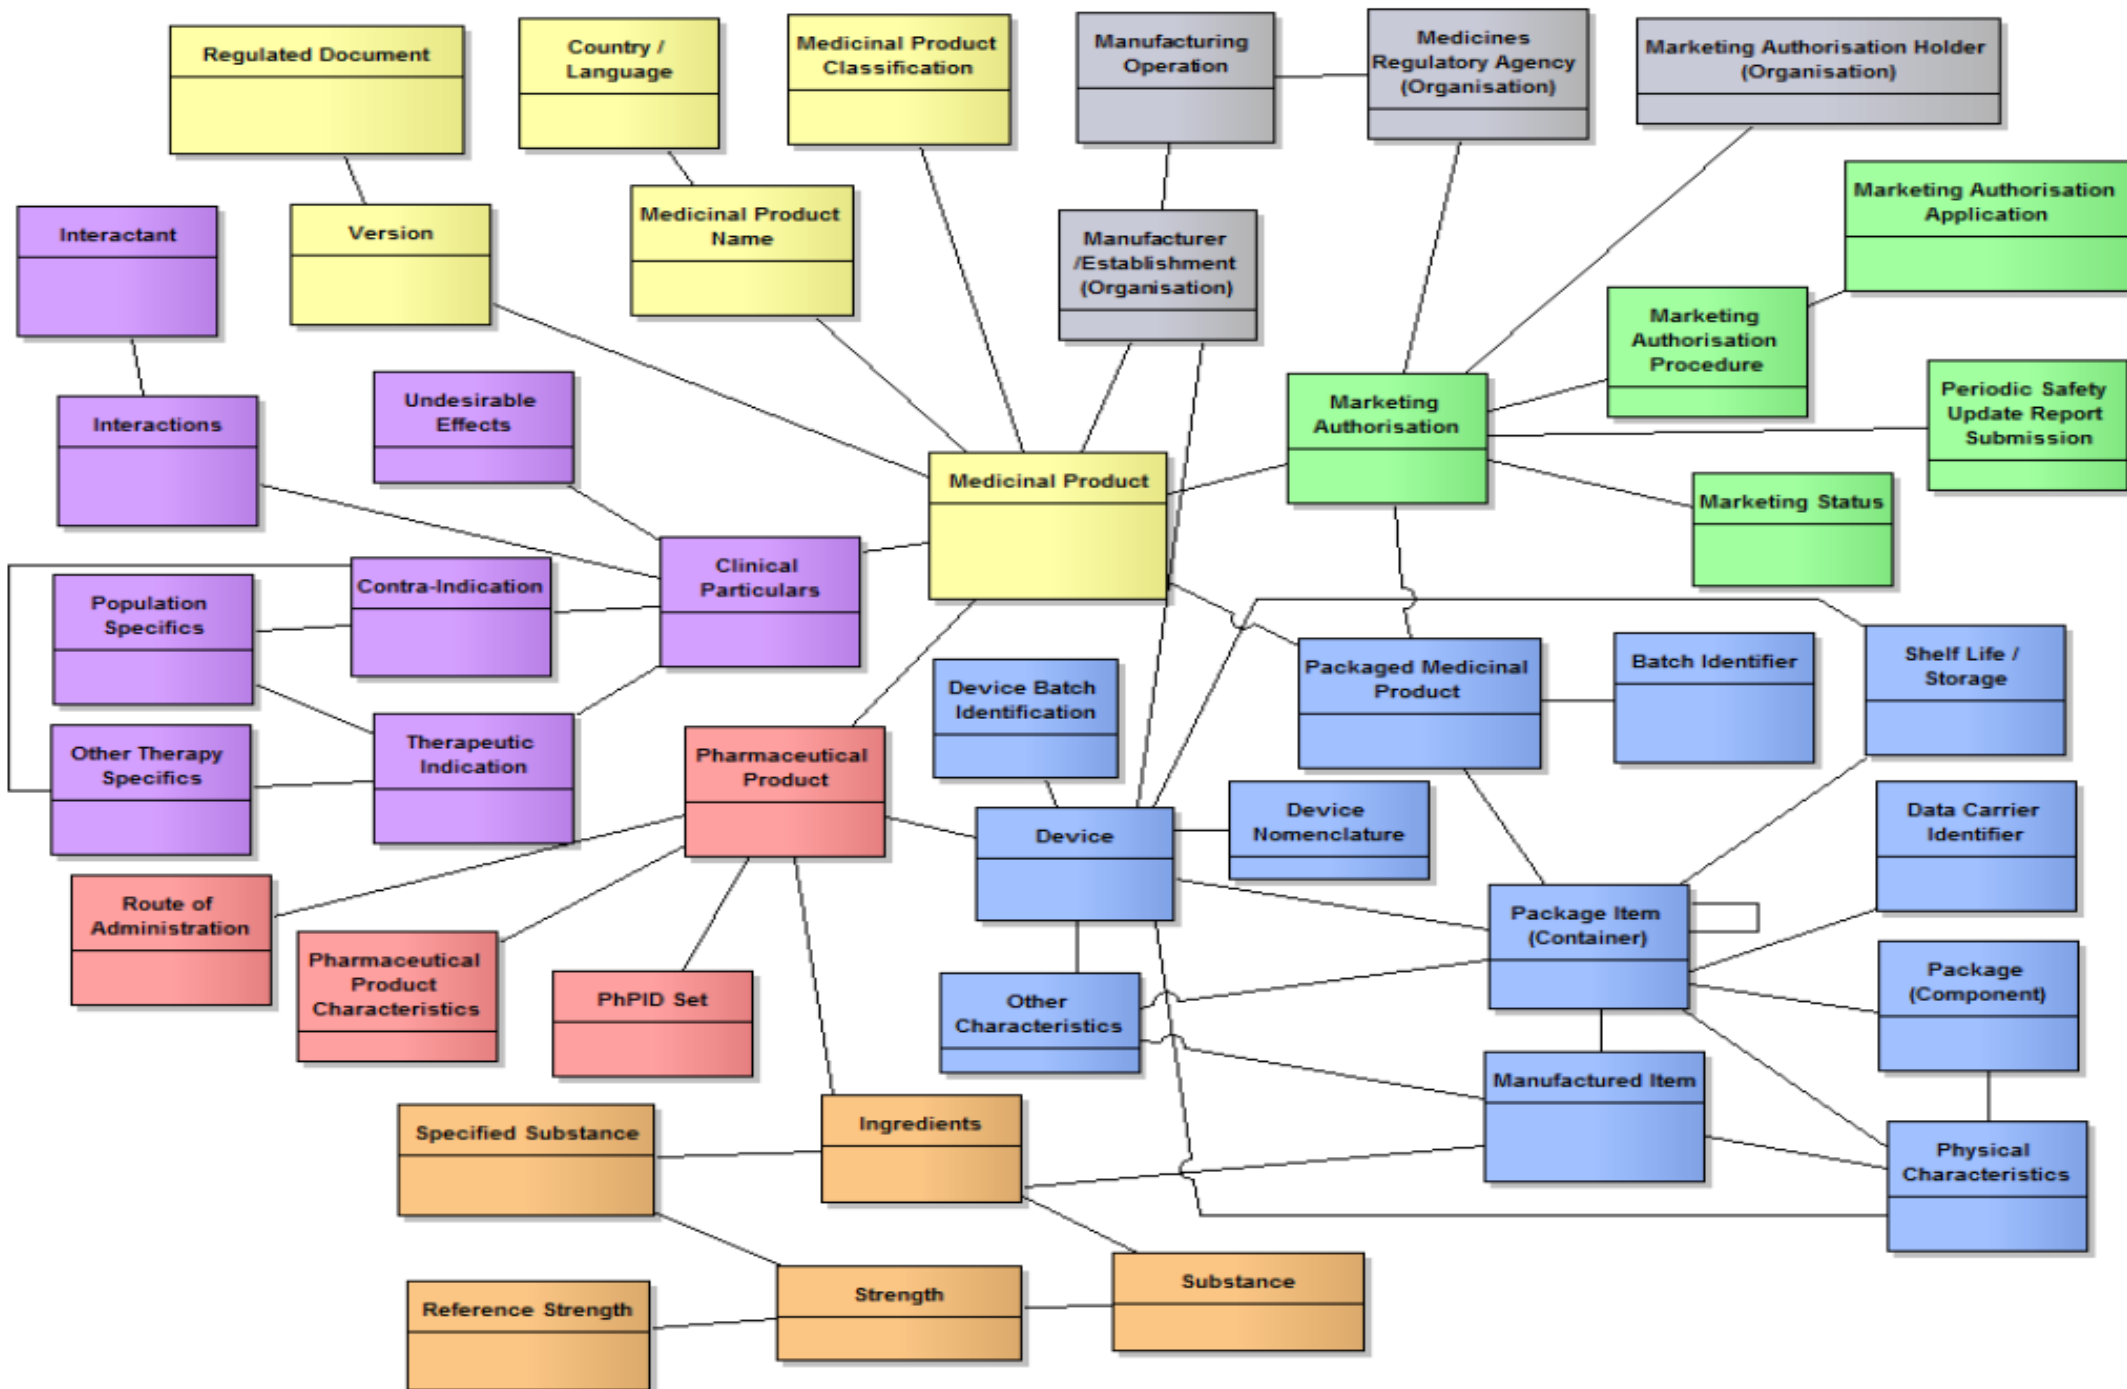 Regulated Document
Country /
Language
Medicinal Product
Classification
Manufacturing
Operation
Medicines
Regulatory Agency
(Organisation)
Marketing Authorisation Holder
(Organisation)
Marketing Authorisation
Application
Interactant
Version
Medicinal Product
Name
Manufacturer
/Establishment
(Organisation)
Marketing
Authorisation
Procedure
Periodic Safety
Update Report
Submission
Interactions
Undesirable
Effects
Marketing
Authorisation
Medicinal Product
Marketing Status
Contra-Indication
Clinical
Particulars
Population
Specifics
Packaged Medicinal
Product
Batch Identifier
Shelf Life /
Storage
Device Batch
Identification
Other Therapy
Specifics
Therapeutic
Indication
Pharmaceutical
Product
Device
Device
Nomenclature
Data Carrier
Identifier
Route of
Administration
Pharmaceutical
Product
Characteristics
PhPID Set
Other
Characteristics
Package Item
(Container)
Package
(Component)
Manufactured Item
Specified Substance
Ingredients
Physical
Characteristics
Reference Strength
Strength
Substance